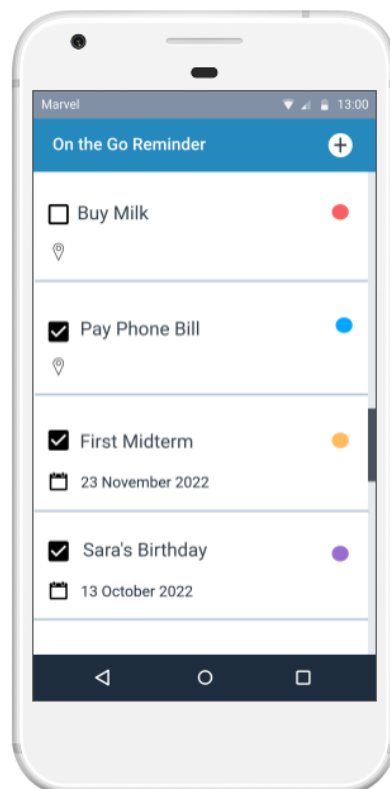 Marvel 13:00
On the Go Reminder
Buy Milk
Pay Phone Bill
First Midterm
23 November 2022
Sara's Birthday
13 October 2022